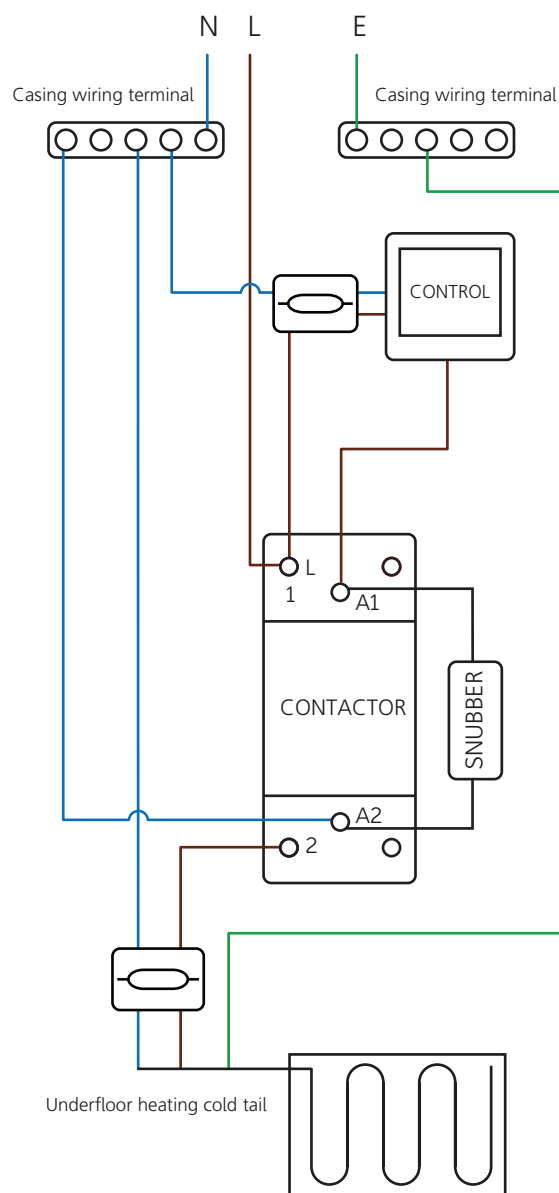 N L E
Casing wiring terminal
Casing wiring terminal
CONTROL
L
1
A1
CONTACTOR
SNUBBER
A2
2
Underfloor heating cold tail